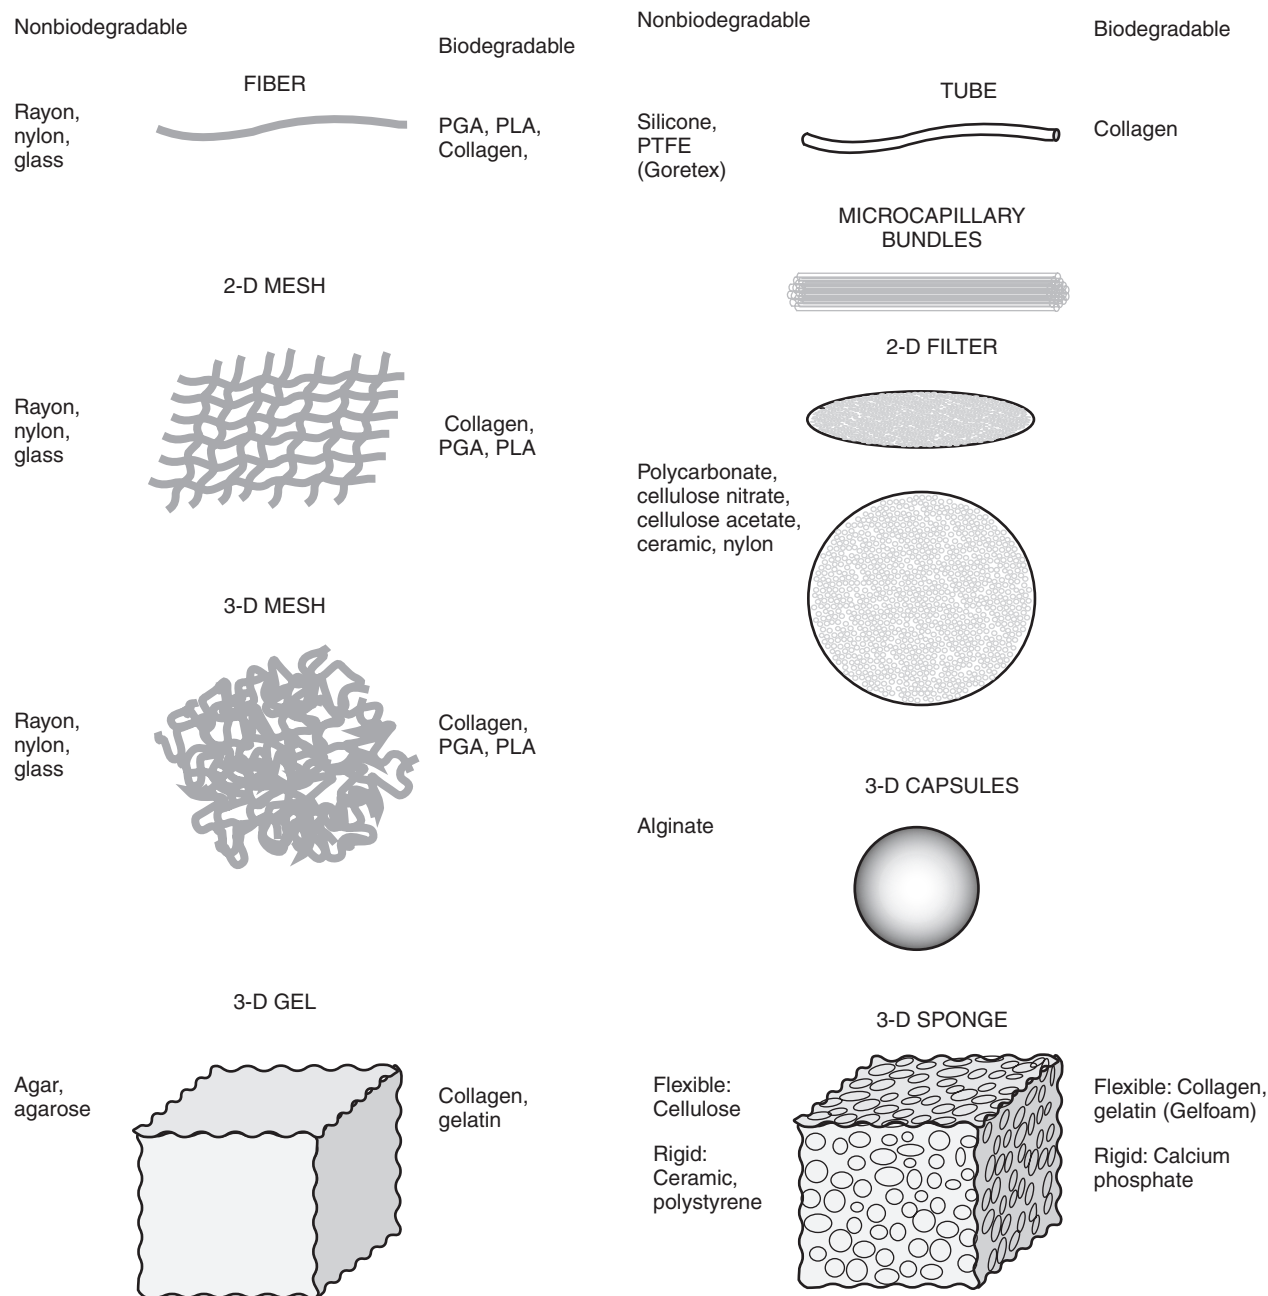 Nonbiodegradable
Biodegradable
FIBER
Rayon,
nylon,
glass
PGA, PLA,
Collagen,
2-D MESH
Rayon,
nylon,
glass
Collagen,
PGA, PLA
3-D MESH
Rayon,
nylon,
glass
Collagen,
PGA, PLA
3-D GEL
Agar,
agarose
Collagen,
gelatin
Nonbiodegradable
Biodegradable
TUBE
Silicone,
PTFE
(Goretex)
Collagen
MICROCAPILLARY
BUNDLES
2-D FILTER
Polycarbonate,
cellulose nitrate,
cellulose acetate,
ceramic, nylon
3-D CAPSULES
Alginate
3-D SPONGE
Flexible:
Cellulose
Rigid:
Ceramic,
polystyrene
Flexible: Collagen,
gelatin (Gelfoam)
Rigid: Calcium
phosphate